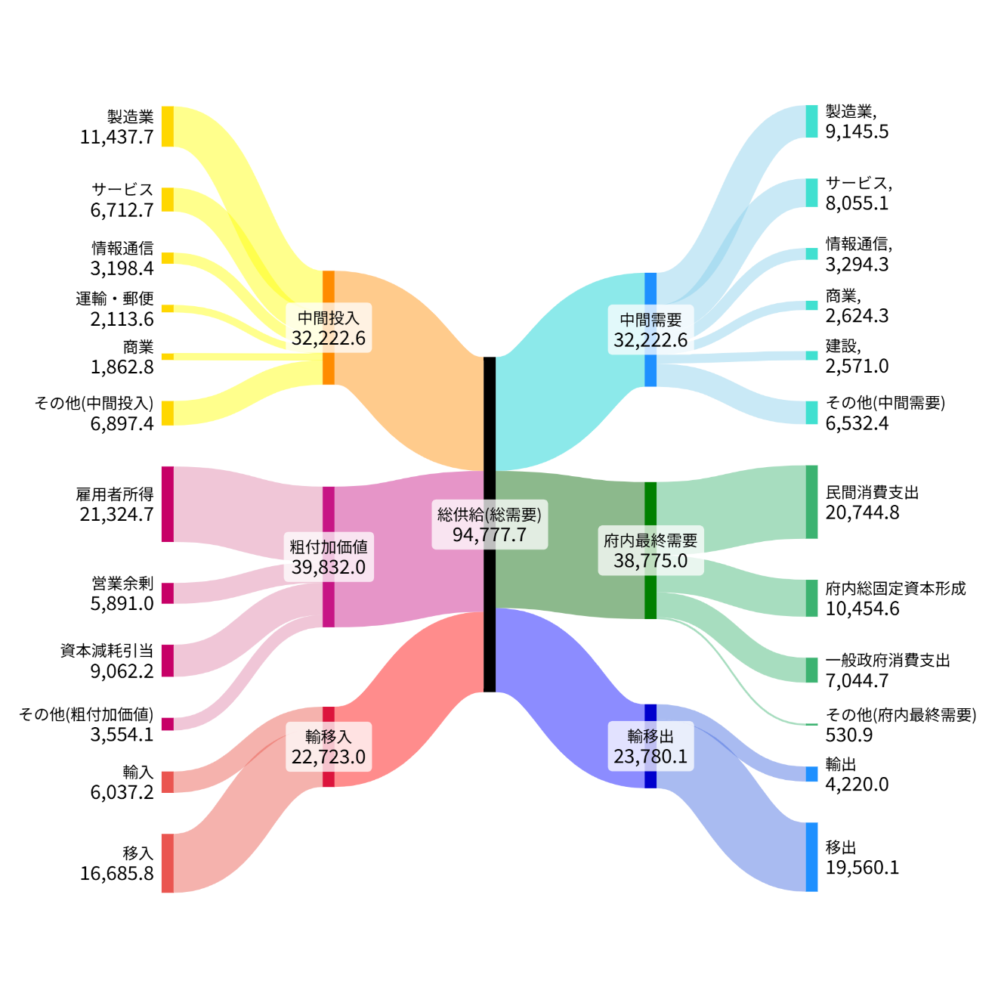 製造業
11,437.7
サービス
6,712.7
情報通信
3,198.4
運輸・郵便
2,113.6
商業
1,862.8
その他(中間投入)
6,897.4
雇用者所得
21,324.7
営業余剰
5,891.0
資本減耗引当
9,062.2
その他(粗付加価値)
3,554.1
輸入
6,037.2
移入
16,685.8
中間投入
32,222.6
粗付加価値
39,832.0
輸移入
22,723.0
総供給(総需要)
94,777.7
中間需要
32,222.6
府内最終需要
38,775.0
輸移出
23,780.1
製造業,
9,145.5
サービス,
8,055.1
情報通信,
3,294.3
商業,
2,624.3
建設,
2,571.0
その他(中間需要)
6,532.4
民間消費支出
20,744.8
府内総固定資本形成
10,454.6
一般政府消費支出
7,044.7
その他(府内最終需要)
530.9
輸出
4,220.0
移出
19,560.1